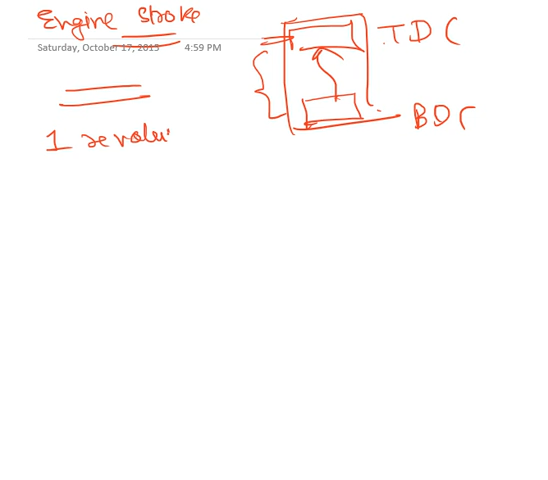 Engine stroke
Saturday, October 17, 2015 4:59 PM
TDC
BDC
1 revolu